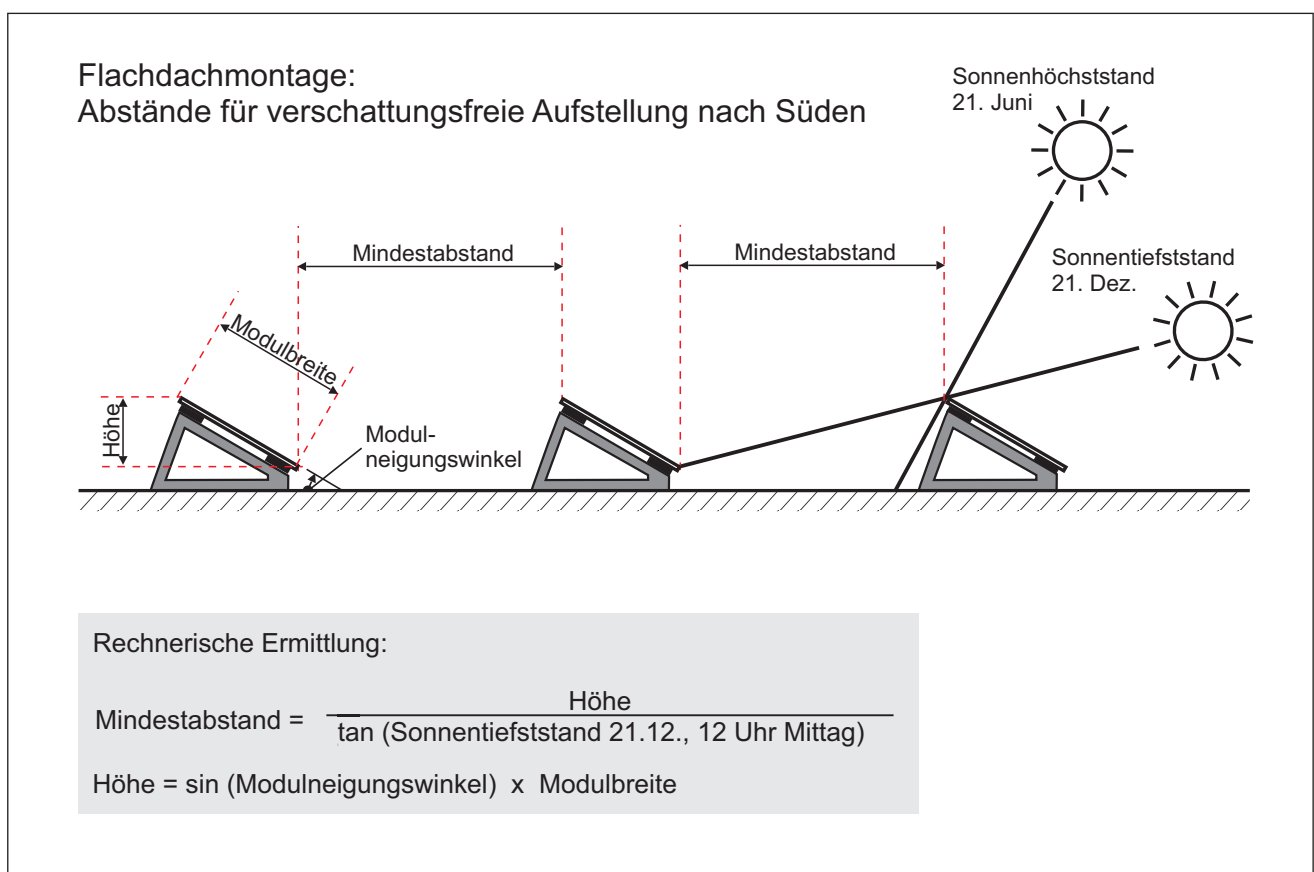 Flachdachmontage:
Abstände für verschattungsfreie Aufstellung nach Süden
Sonnenhöchststand
21. Juni
Mindestabstand
Mindestabstand
Sonnentiefststand
21. Dez.
Modulbreite
Höhe
Modul-
neigungswinkel
Rechnerische Ermittlung:
Mindestabstand =
Höhe
tan (Sonnentiefststand 21.12., 12 Uhr Mittag)
Höhe = sin (Modulneigungswinkel) x Modulbreite